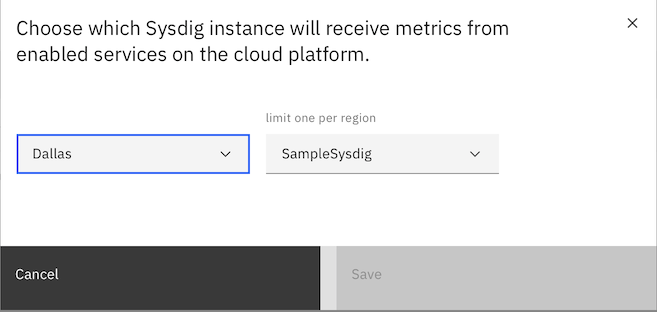 Choose which Sysdig instance will receive metrics from
enabled services on the cloud platform.
limit one per region
Dallas
SampleSysdig
Cancel
Save